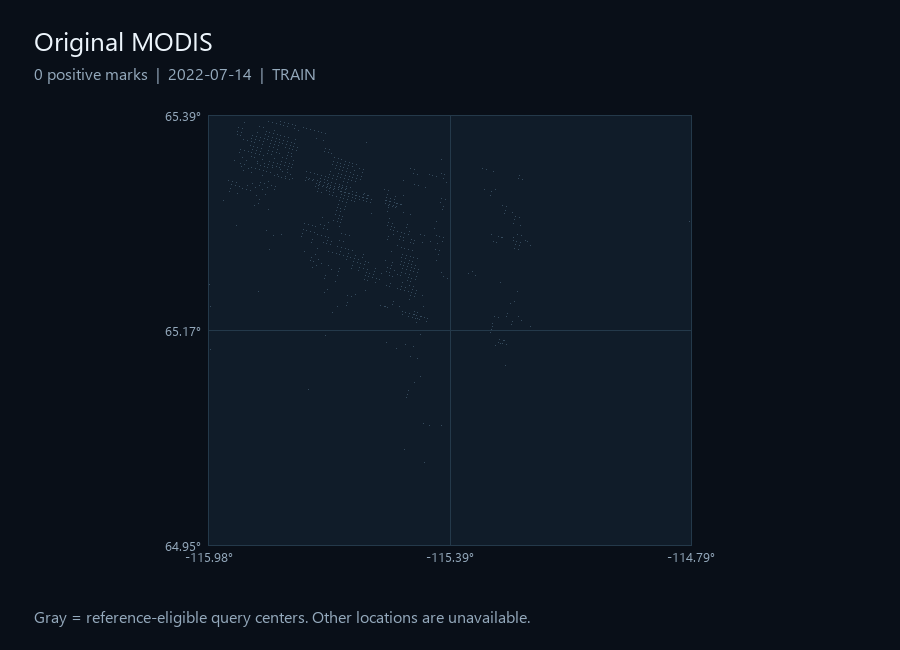 Original MODIS
0 positive marks | 2022-07-14 | TRAIN
65.39°
65.17°
64.95°
-115.98°
-115.39°
-114.79°
Gray = reference-eligible query centers. Other locations are unavailable.